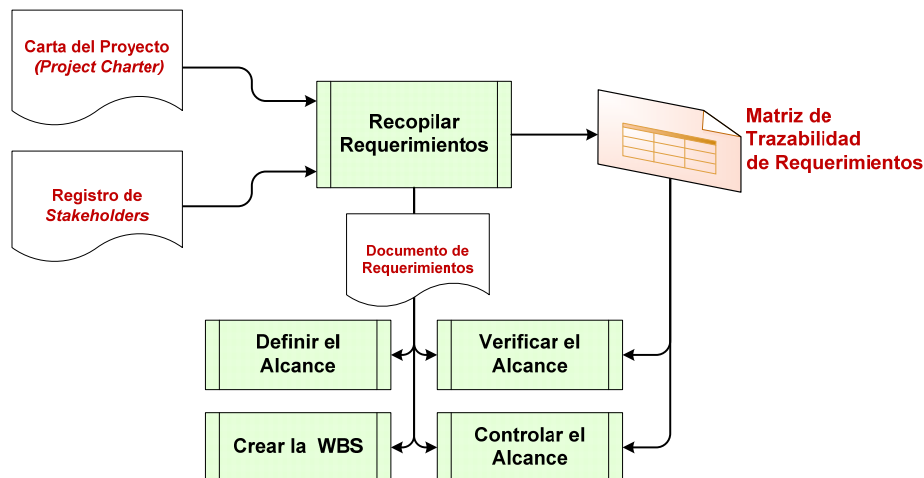 Carta del Proyecto
(Project Charter)
Recopilar
Requerimientos
Matriz de
Trazabilidad
de Requerimientos
Registro de
Stakeholders
Documento de
Requerimientos
Definir el
Alcance
Verificar el
Alcance
Crear la WBS
Controlar el
Alcance